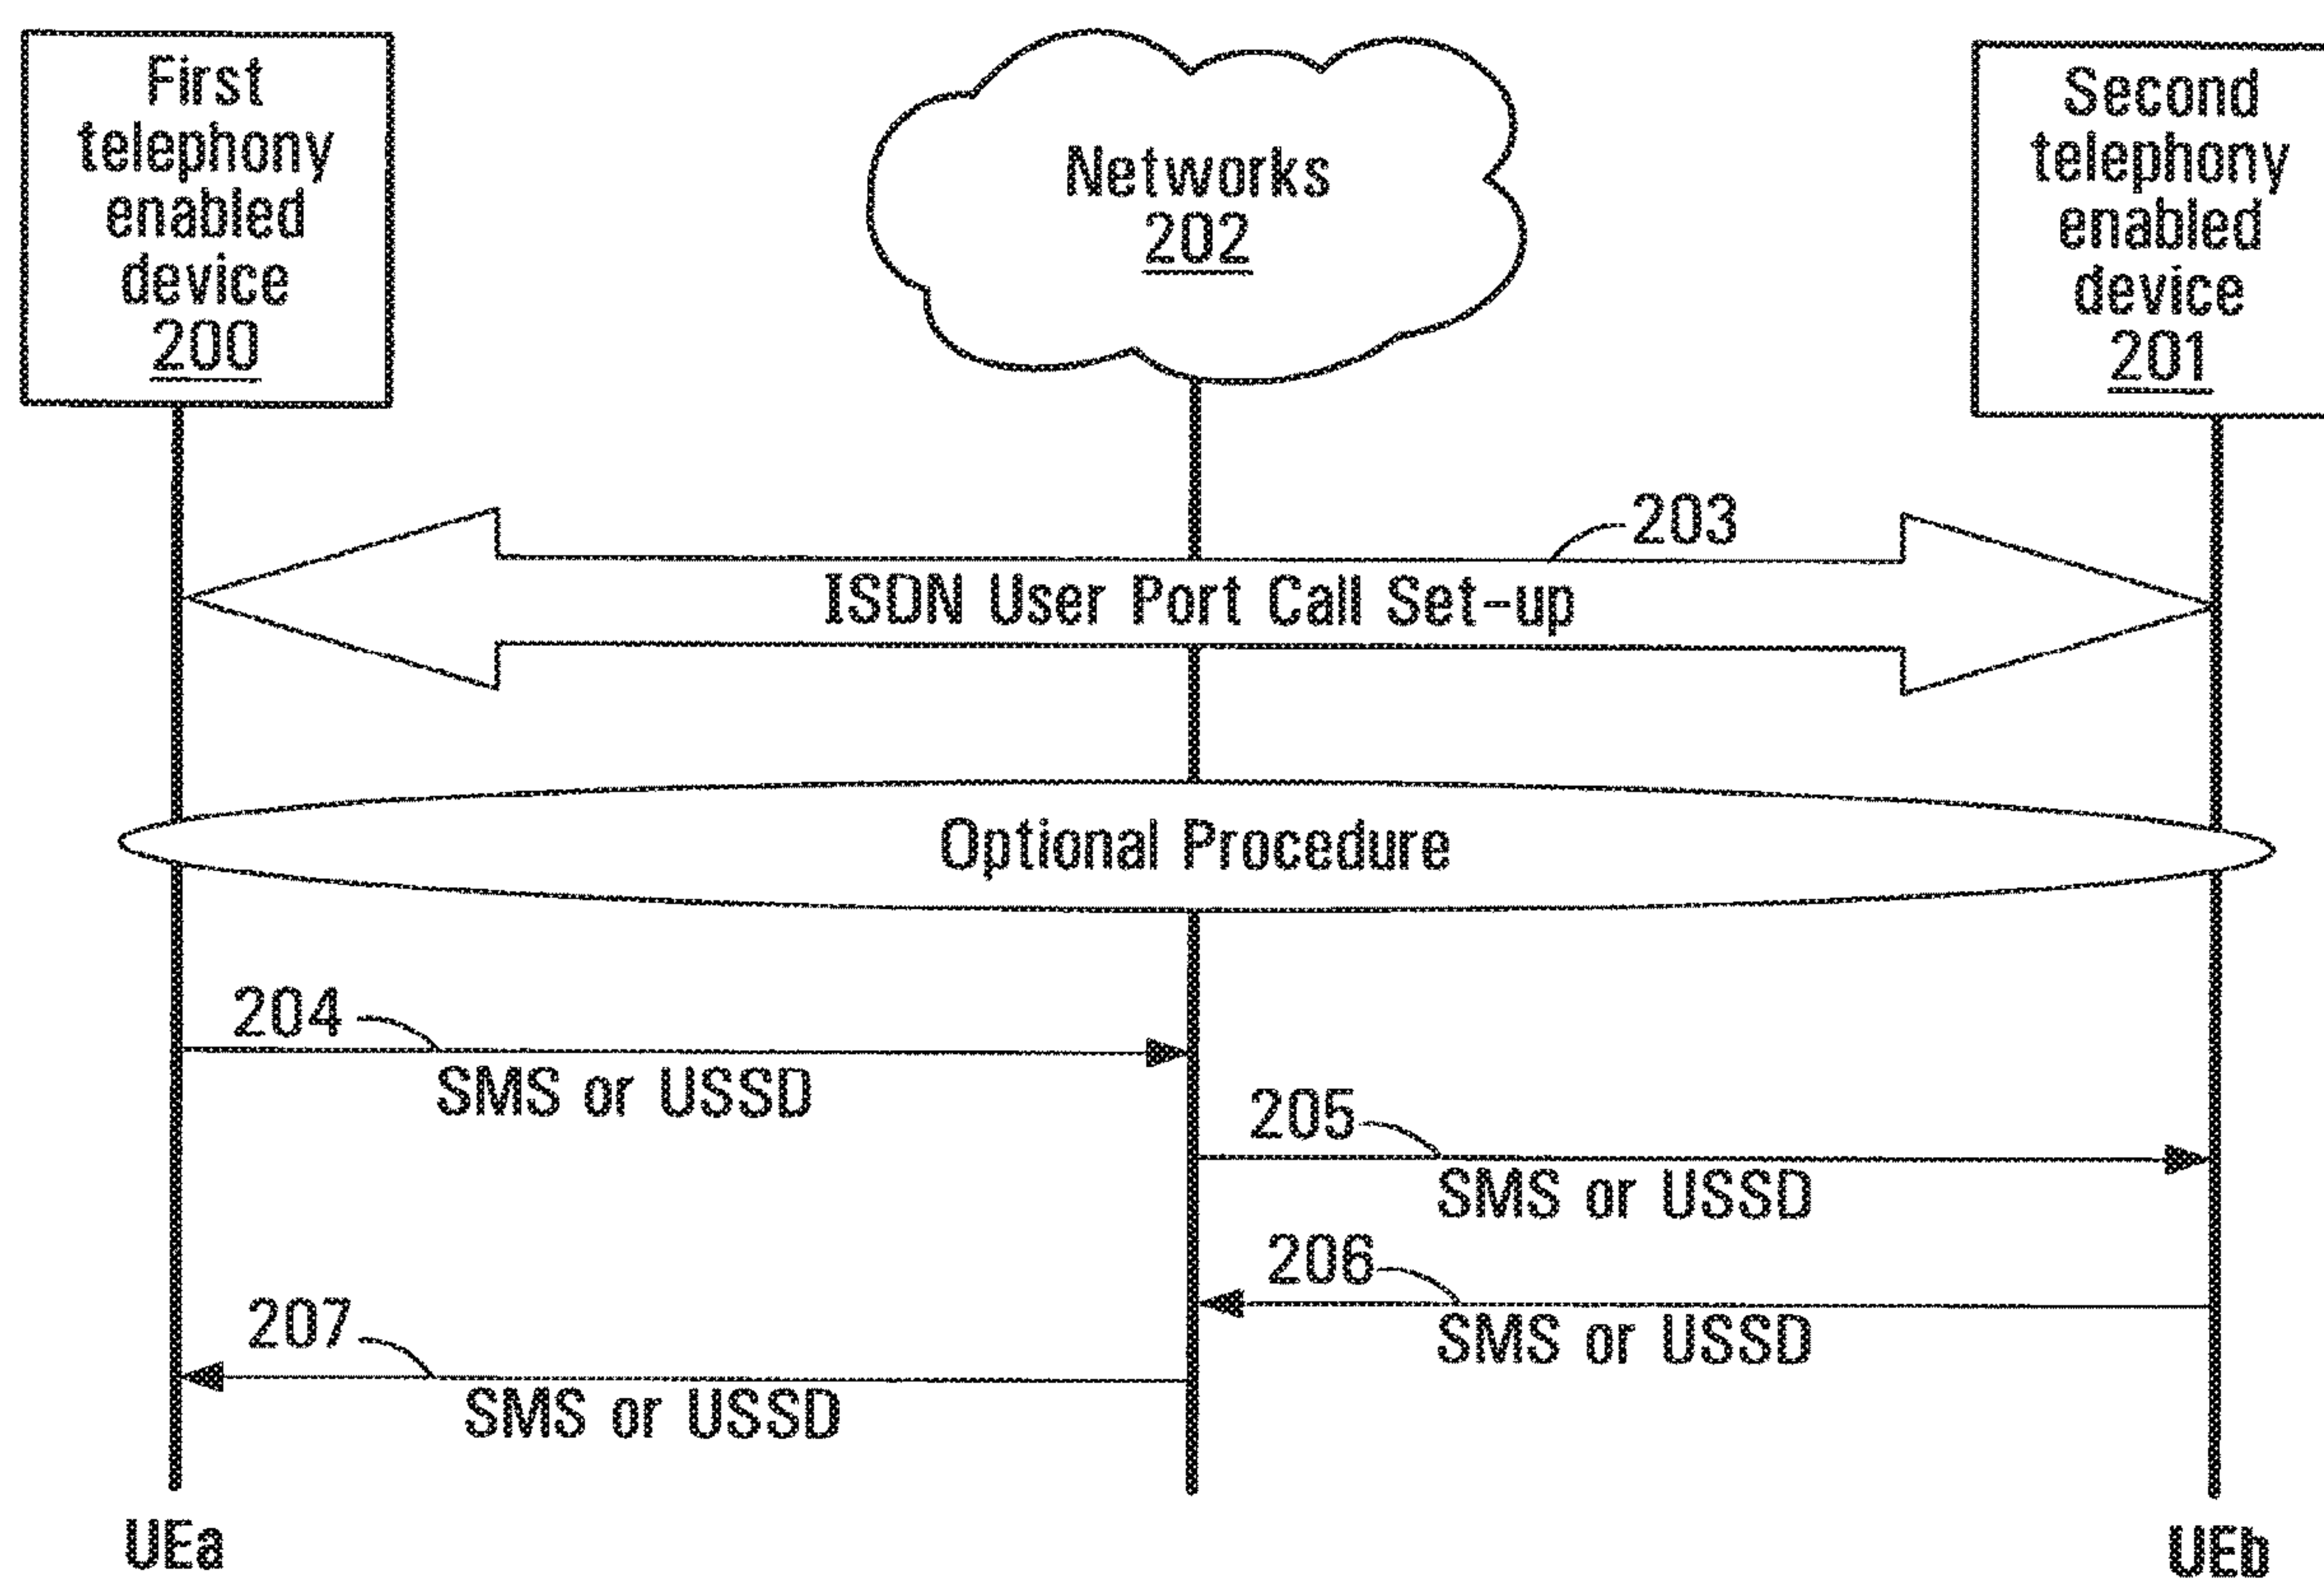 First
telephony
enabled
device
200
Networks
202
Second
telephony
enabled
device
201
203
ISDN User Port Call Set-up
Optional Procedure
204
SMS or USSD
205
SMS or USSD
206
SMS or USSD
207
SMS or USSD
UEa
UEb